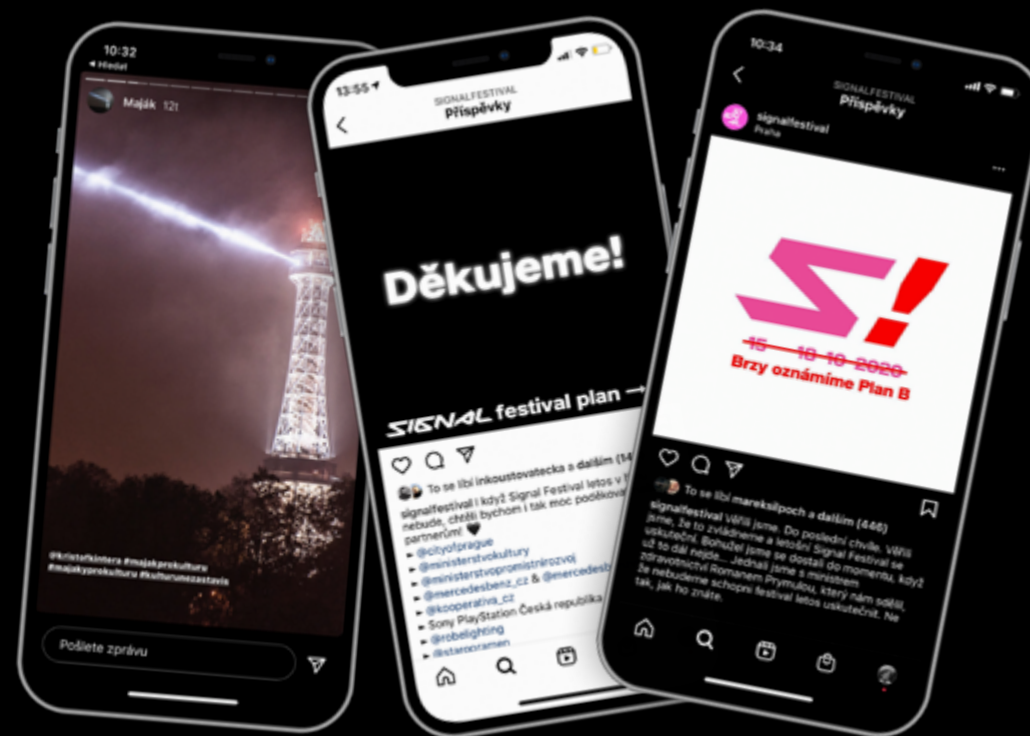 10:32
Hledat
Maják 12t
@kristofkintera #majakprokulturu
#majakyprokulturu #kulturunezastavis
Pošlete zprávu
13:55
SIGNALFESTIVAL
Příspěvky
Děkujeme!
SIGNAL festival plan →
To se líbí inkoustovatecka a dalším (14
signalfestival I když Signal Festival letos v
nebude, chtěli bychom i tak moc poděkova
partnerům! 🖤
► @cityofprague
► @ministerstvokultury
► @ministerstvopromistnirozvoj
► @mercedesbenz_cz & @mercedesb
► @kooperativa_cz
► Sony PlayStation Česká republika
► @robelighting
► @staropramen
10:34
SIGNALFESTIVAL
Příspěvky
signalfestival
Praha
S!
15 – 18 10 2020
Brzy oznámíme Plan B
To se líbí mareksilpoch a dalším (446)
signalfestival Věřili jsme. Do poslední chvíle. Věřili
jsme, že to zvládneme a letošní Signal Festival se
uskuteční. Bohužel jsme se dostali do momentu, kdy
už to dál nejde... Jednali jsme s ministrem
zdravotnictví Romanem Prymulou, který nám sdělil,
že nebudeme schopni festival letos uskutečnit. Ne
tak, jak ho znáte.